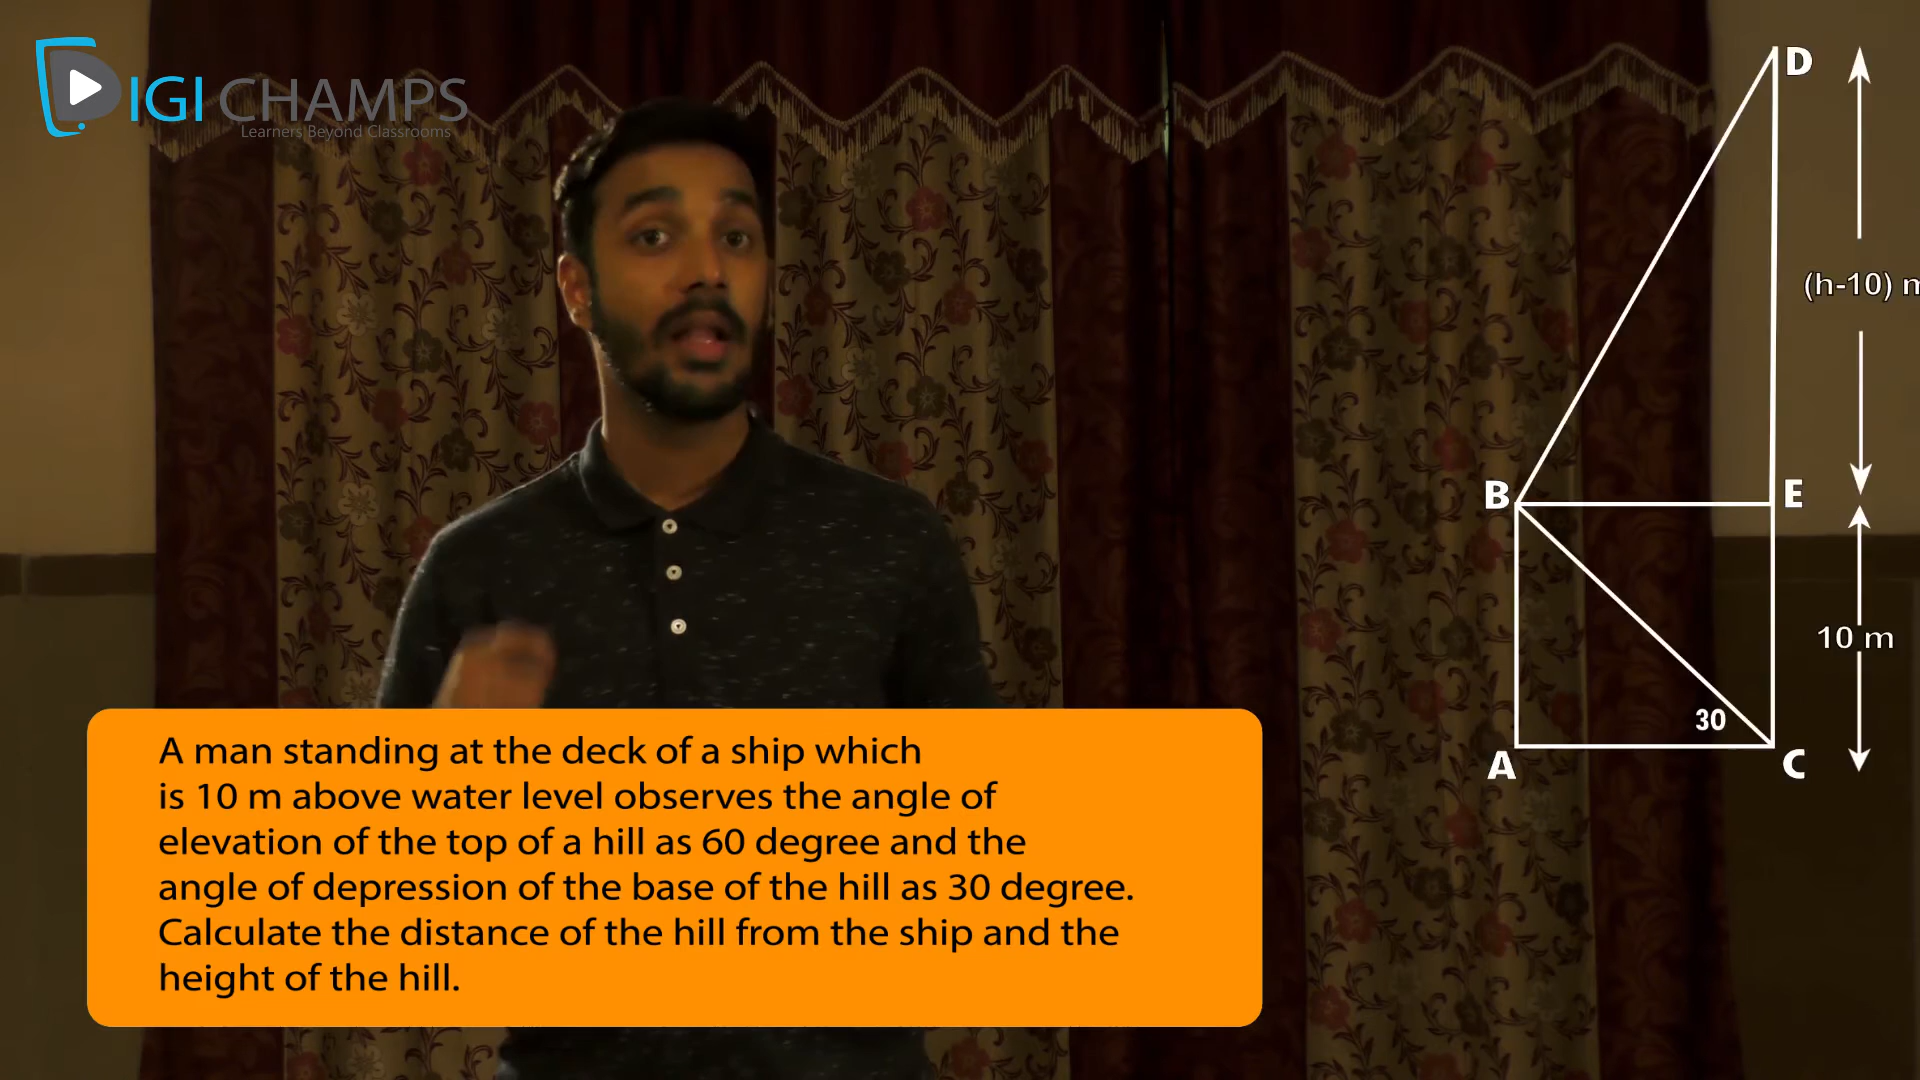 DIGI CHAMPS
Learners Beyond Classrooms
D
(h-10) m
B
E
10 m
30
A
C
A man standing at the deck of a ship which
is 10 m above water level observes the angle of
elevation of the top of a hill as 60 degree and the
angle of depression of the base of the hill as 30 degree.
Calculate the distance of the hill from the ship and the
height of the hill.